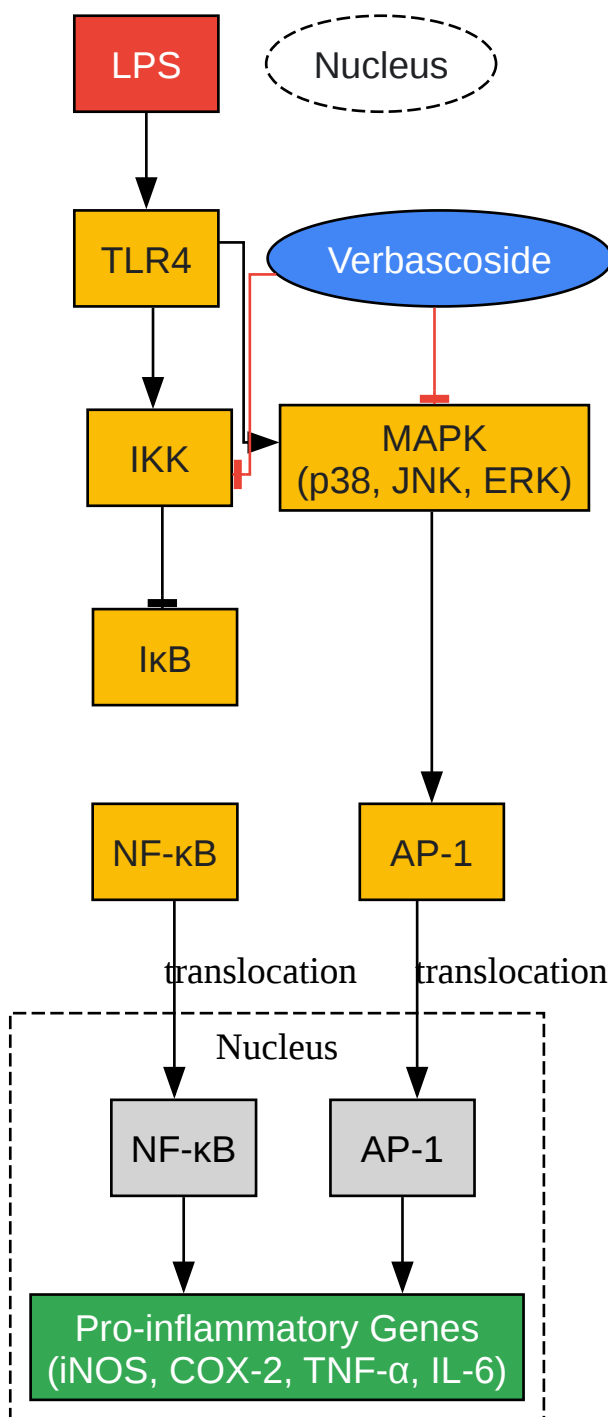 LPS
Nucleus
TLR4
Verbascoside
IKK
MAPK
(p38, JNK, ERK)
IκB
NF-κB
AP-1
translocation
translocation
Nucleus
NF-κB
AP-1
Pro-inflammatory Genes
(iNOS, COX-2, TNF-α, IL-6)